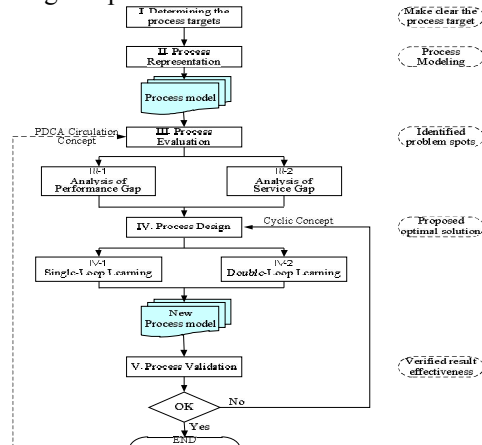 I. Determining the
process targets
Make clear the
process target
II. Process
Representation
Process
Modeling
Process model
PDCA Circulation
Concept
III. Process
Evaluation
Identified
problem spots
III-1
Analysis of
Performance Gap
III-2
Analysis of
Service Gap
Cyclic Concept
IV. Process Design
Proposed
optimal solution
IV-1
Single-Loop Learning
IV-2
Double-Loop Learning
New
Process model
V. Process Validation
Verified result
effectiveness
OK
No
Yes
END